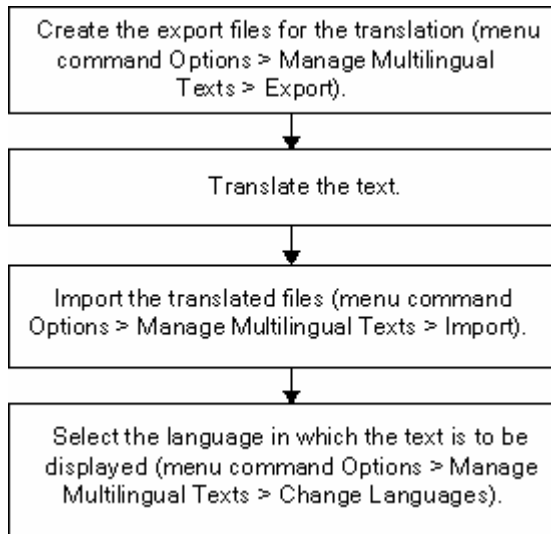 Create the export files for the translation (menu
command Options > Manage Multilingual
Texts > Export).
Translate the text.
Import the translated files (menu command
Options > Manage Multilingual Texts > Import).
Select the language in which the text is to be
displayed (menu command Options > Manage
Multilingual Texts > Change Languages).